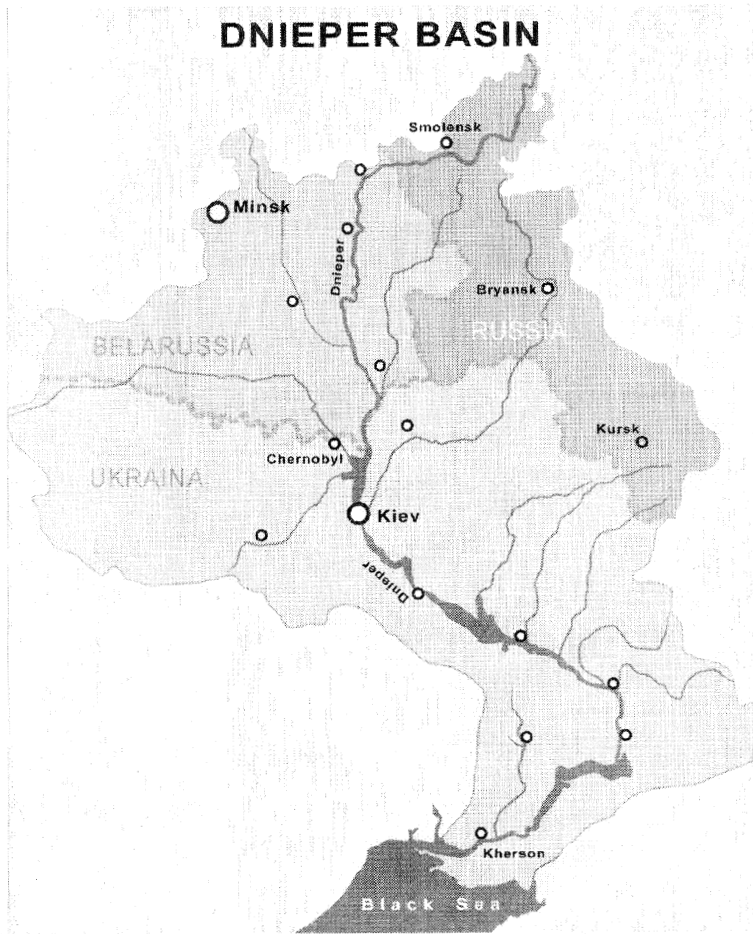 DNIEPER BASIN
Smolensk
Minsk
Dnieper
Bryansk
RUSSIA
BELARUSSIA
Kursk
Chernobyl
UKRAINA
Kiev
Dnieper
Kherson
Black Sea